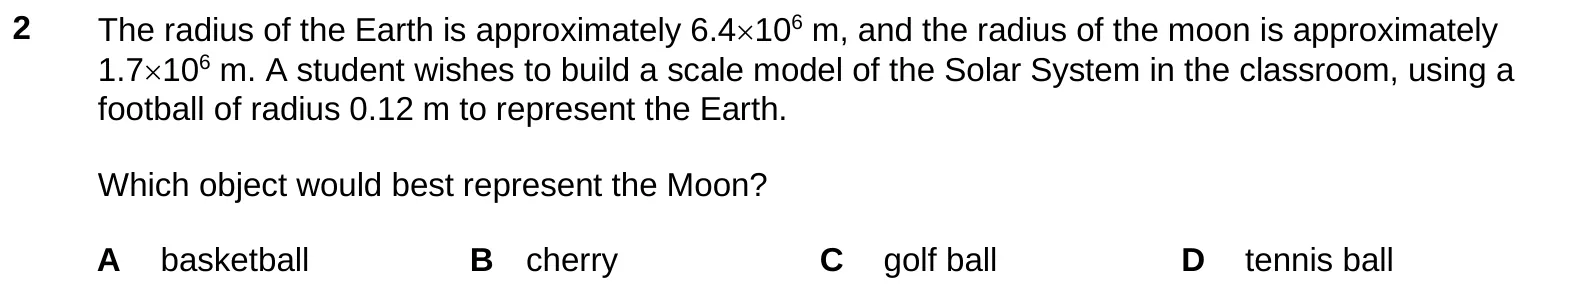 2 The radius of the Earth is approximately 6.4×10⁶ m, and the radius of the moon is approximately
1.7×10⁶ m. A student wishes to build a scale model of the Solar System in the classroom, using a
football of radius 0.12 m to represent the Earth.
Which object would best represent the Moon?
A basketball B cherry C golf ball D tennis ball